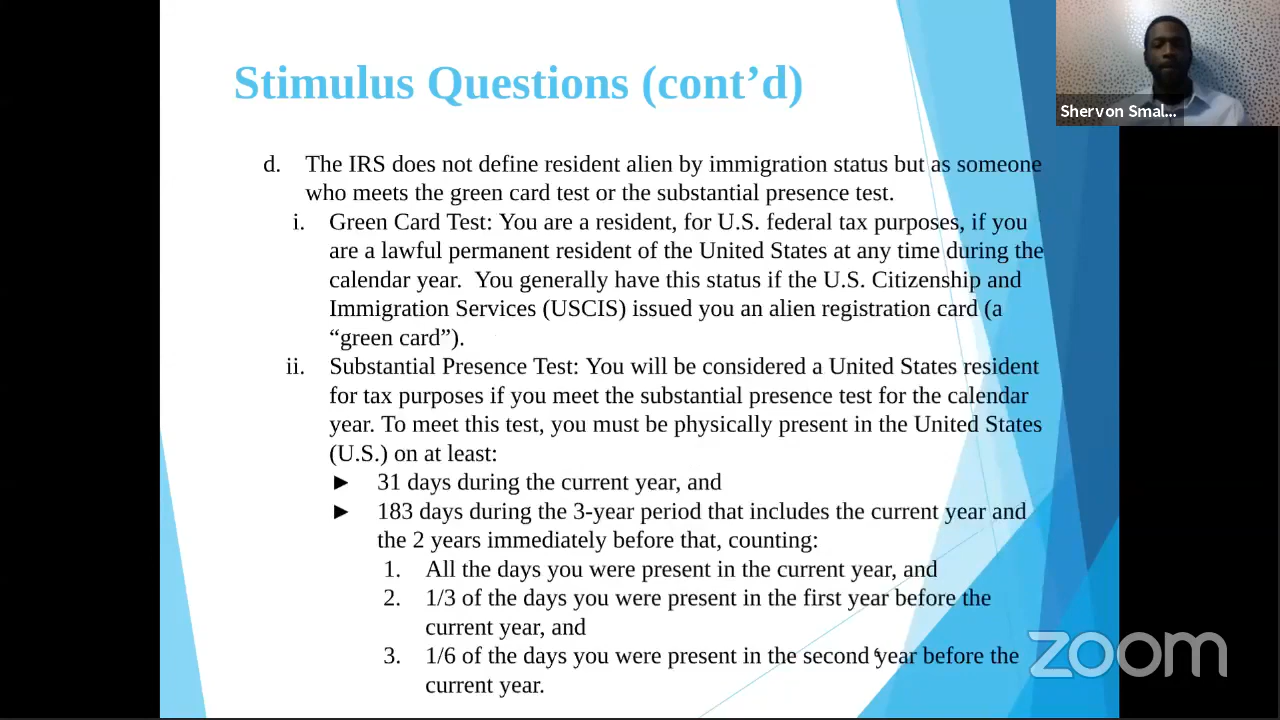 Stimulus Questions (cont’d)
Shervon Smal...
d. The IRS does not define resident alien by immigration status but as someone
who meets the green card test or the substantial presence test.
i. Green Card Test: You are a resident, for U.S. federal tax purposes, if you
are a lawful permanent resident of the United States at any time during the
calendar year.  You generally have this status if the U.S. Citizenship and
Immigration Services (USCIS) issued you an alien registration card (a
“green card”).
ii. Substantial Presence Test: You will be considered a United States resident
for tax purposes if you meet the substantial presence test for the calendar
year. To meet this test, you must be physically present in the United States
(U.S.) on at least:
► 31 days during the current year, and
► 183 days during the 3-year period that includes the current year and
the 2 years immediately before that, counting:
1. All the days you were present in the current year, and
2. 1/3 of the days you were present in the first year before the
current year, and
3. 1/6 of the days you were present in the second year before the
current year.
zoom